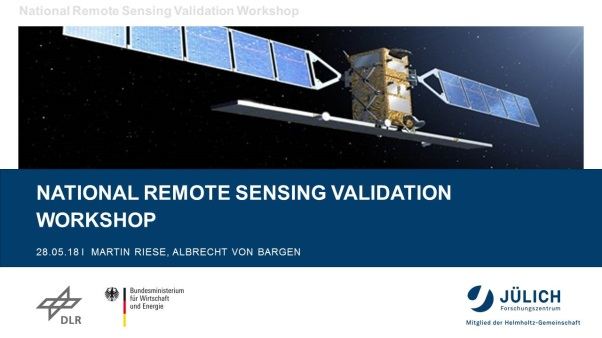 National Remote Sensing Validation Workshop
NATIONAL REMOTE SENSING VALIDATION
WORKSHOP
28.05.18 I MARTIN RIESE, ALBRECHT VON BARGEN
DLR
Bundesministerium
für Wirtschaft
und Energie
JÜLICH
Forschungszentrum
Mitglied der Helmholtz-Gemeinschaft